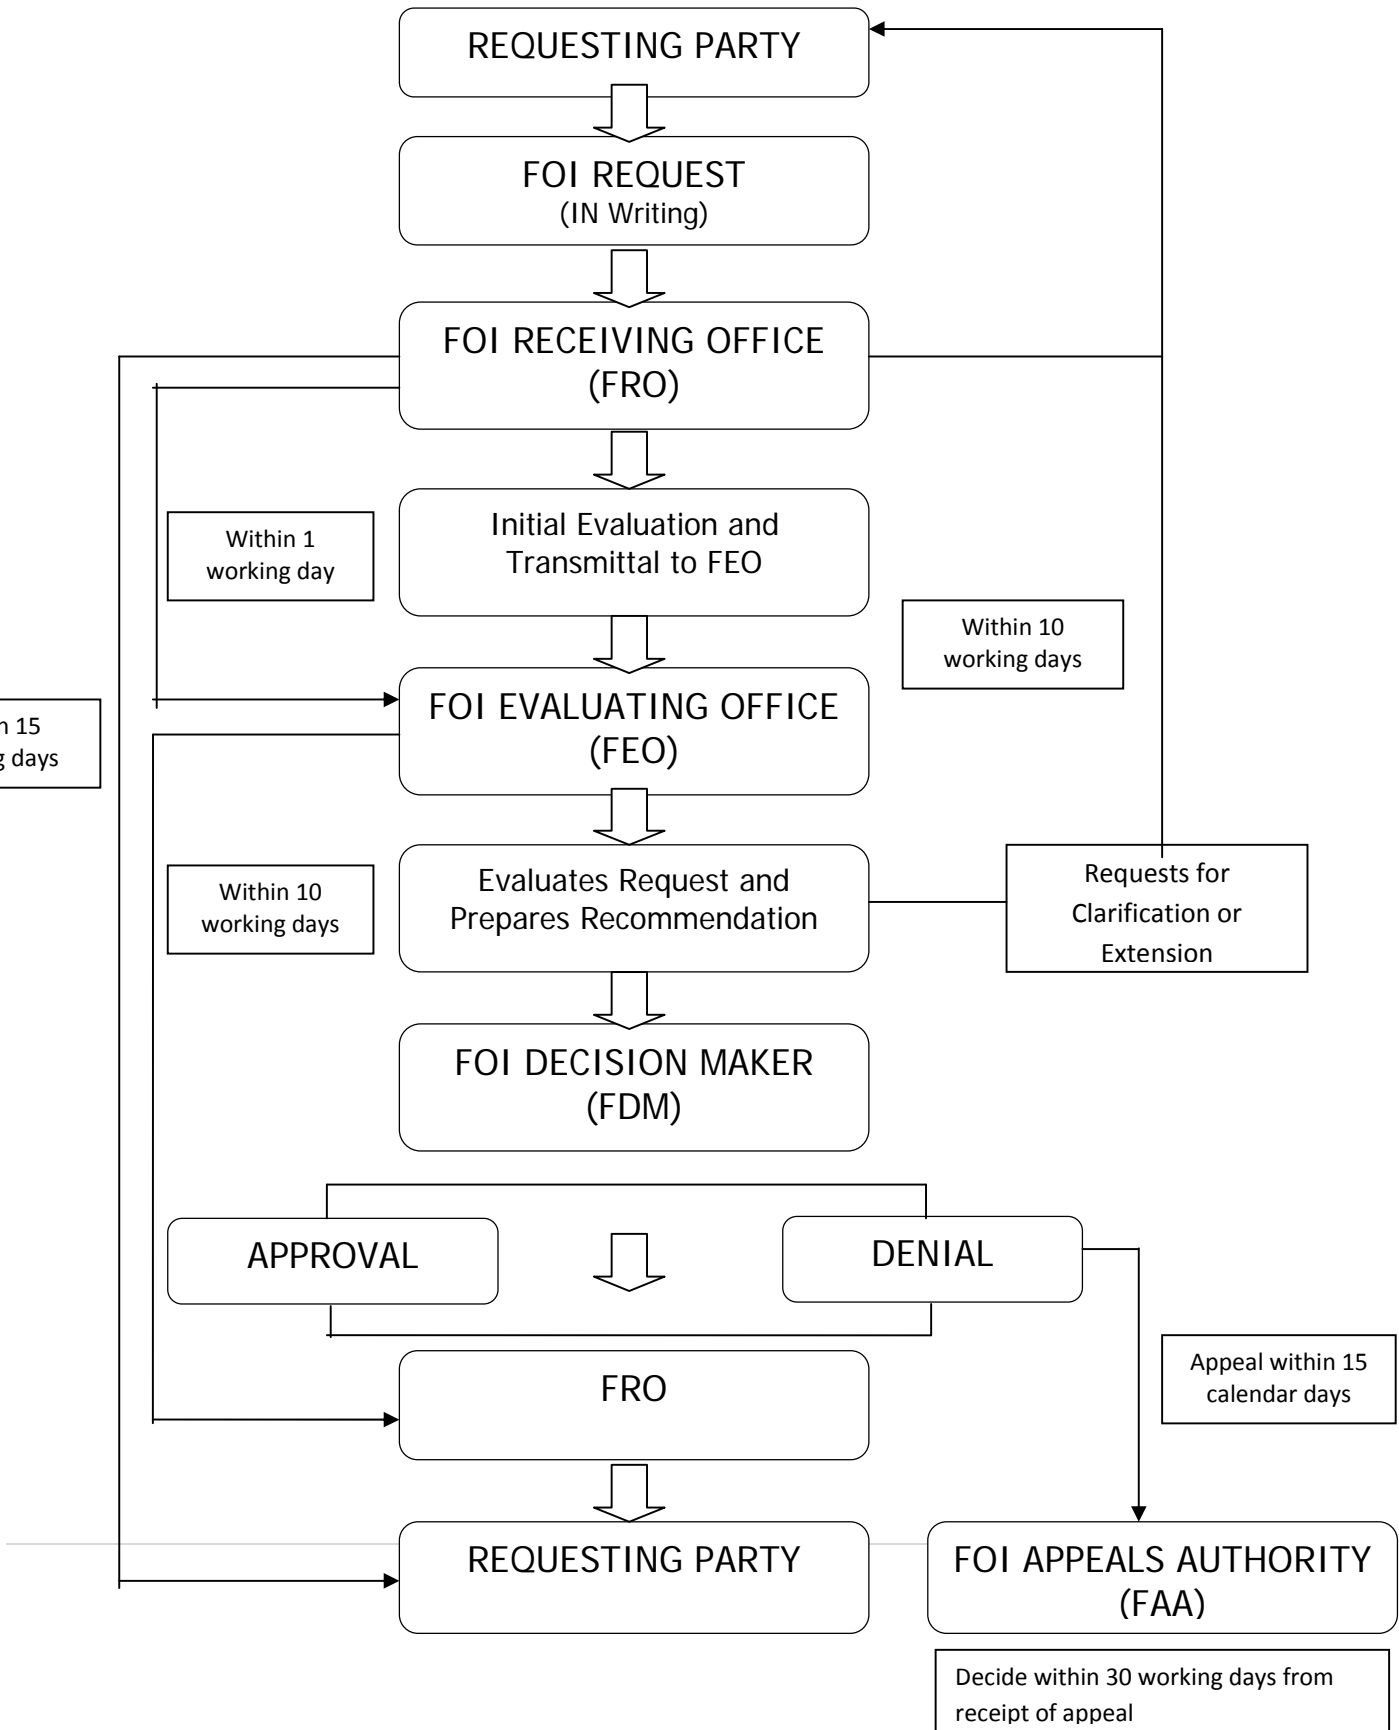 REQUESTING PARTY
FOI REQUEST
(IN Writing)
FOI RECEIVING OFFICE
(FRO)
Initial Evaluation and
Transmittal to FEO
Within 1
working day
Within 10
working days
FOI EVALUATING OFFICE
(FEO)
15
days
Evaluates Request and
Prepares Recommendation
Within 10
working days
Requests for
Clarification or
Extension
FOI DECISION MAKER
(FDM)
APPROVAL
DENIAL
FRO
Appeal within 15
calendar days
REQUESTING PARTY
FOI APPEALS AUTHORITY
(FAA)
Decide within 30 working days from
receipt of appeal